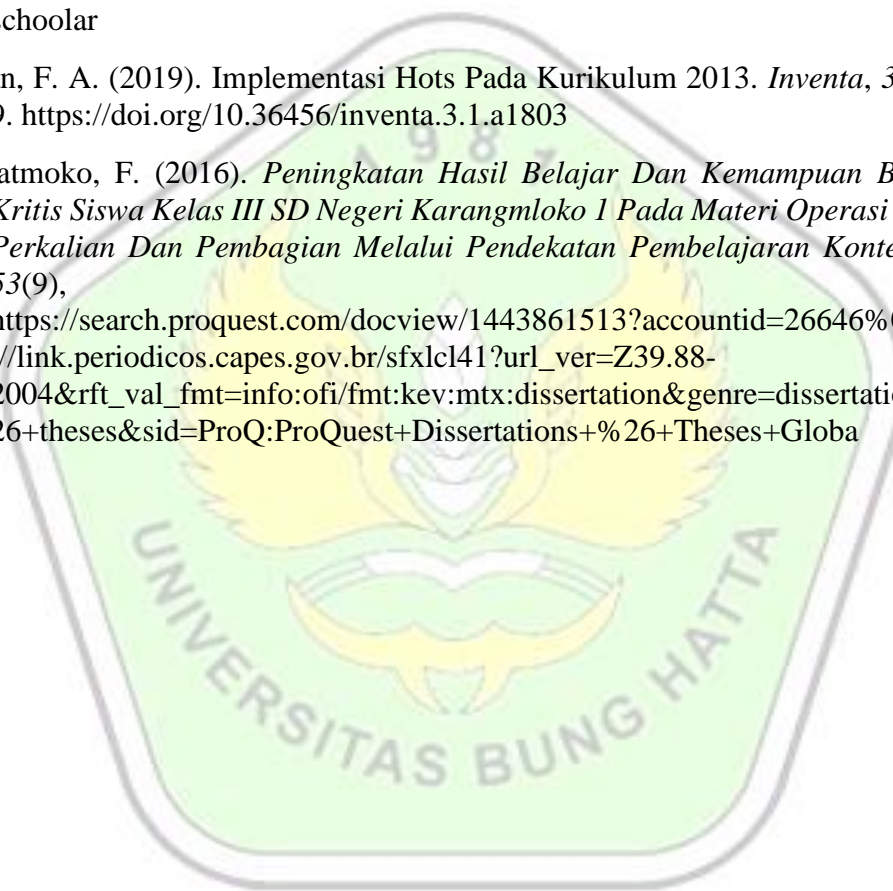 choolar
n, F. A. (2019). Implementasi Hots Pada Kurikulum 2013. Inventa, 3
9. https://doi.org/10.36456/inventa.3.1.a1803
atmoko, F. (2016). Peningkatan Hasil Belajar Dan Kemampuan B
Kritis Siswa Kelas III SD Negeri Karangmloko 1 Pada Materi Operasi
Perkalian Dan Pembagian Melalui Pendekatan Pembelajaran Konte
53(9),
https://search.proquest.com/docview/1443861513?accountid=26646%
//link.periodicos.capes.gov.br/sfxlcl41?url_ver=Z39.88-
2004&rft_val_fmt=info:ofi/fmt:kev:mtx:dissertation&genre=dissertati
26+theses&sid=ProQ:ProQuest+Dissertations+%26+Theses+Globa
1981
UNIVERSITAS BUNG HATTA